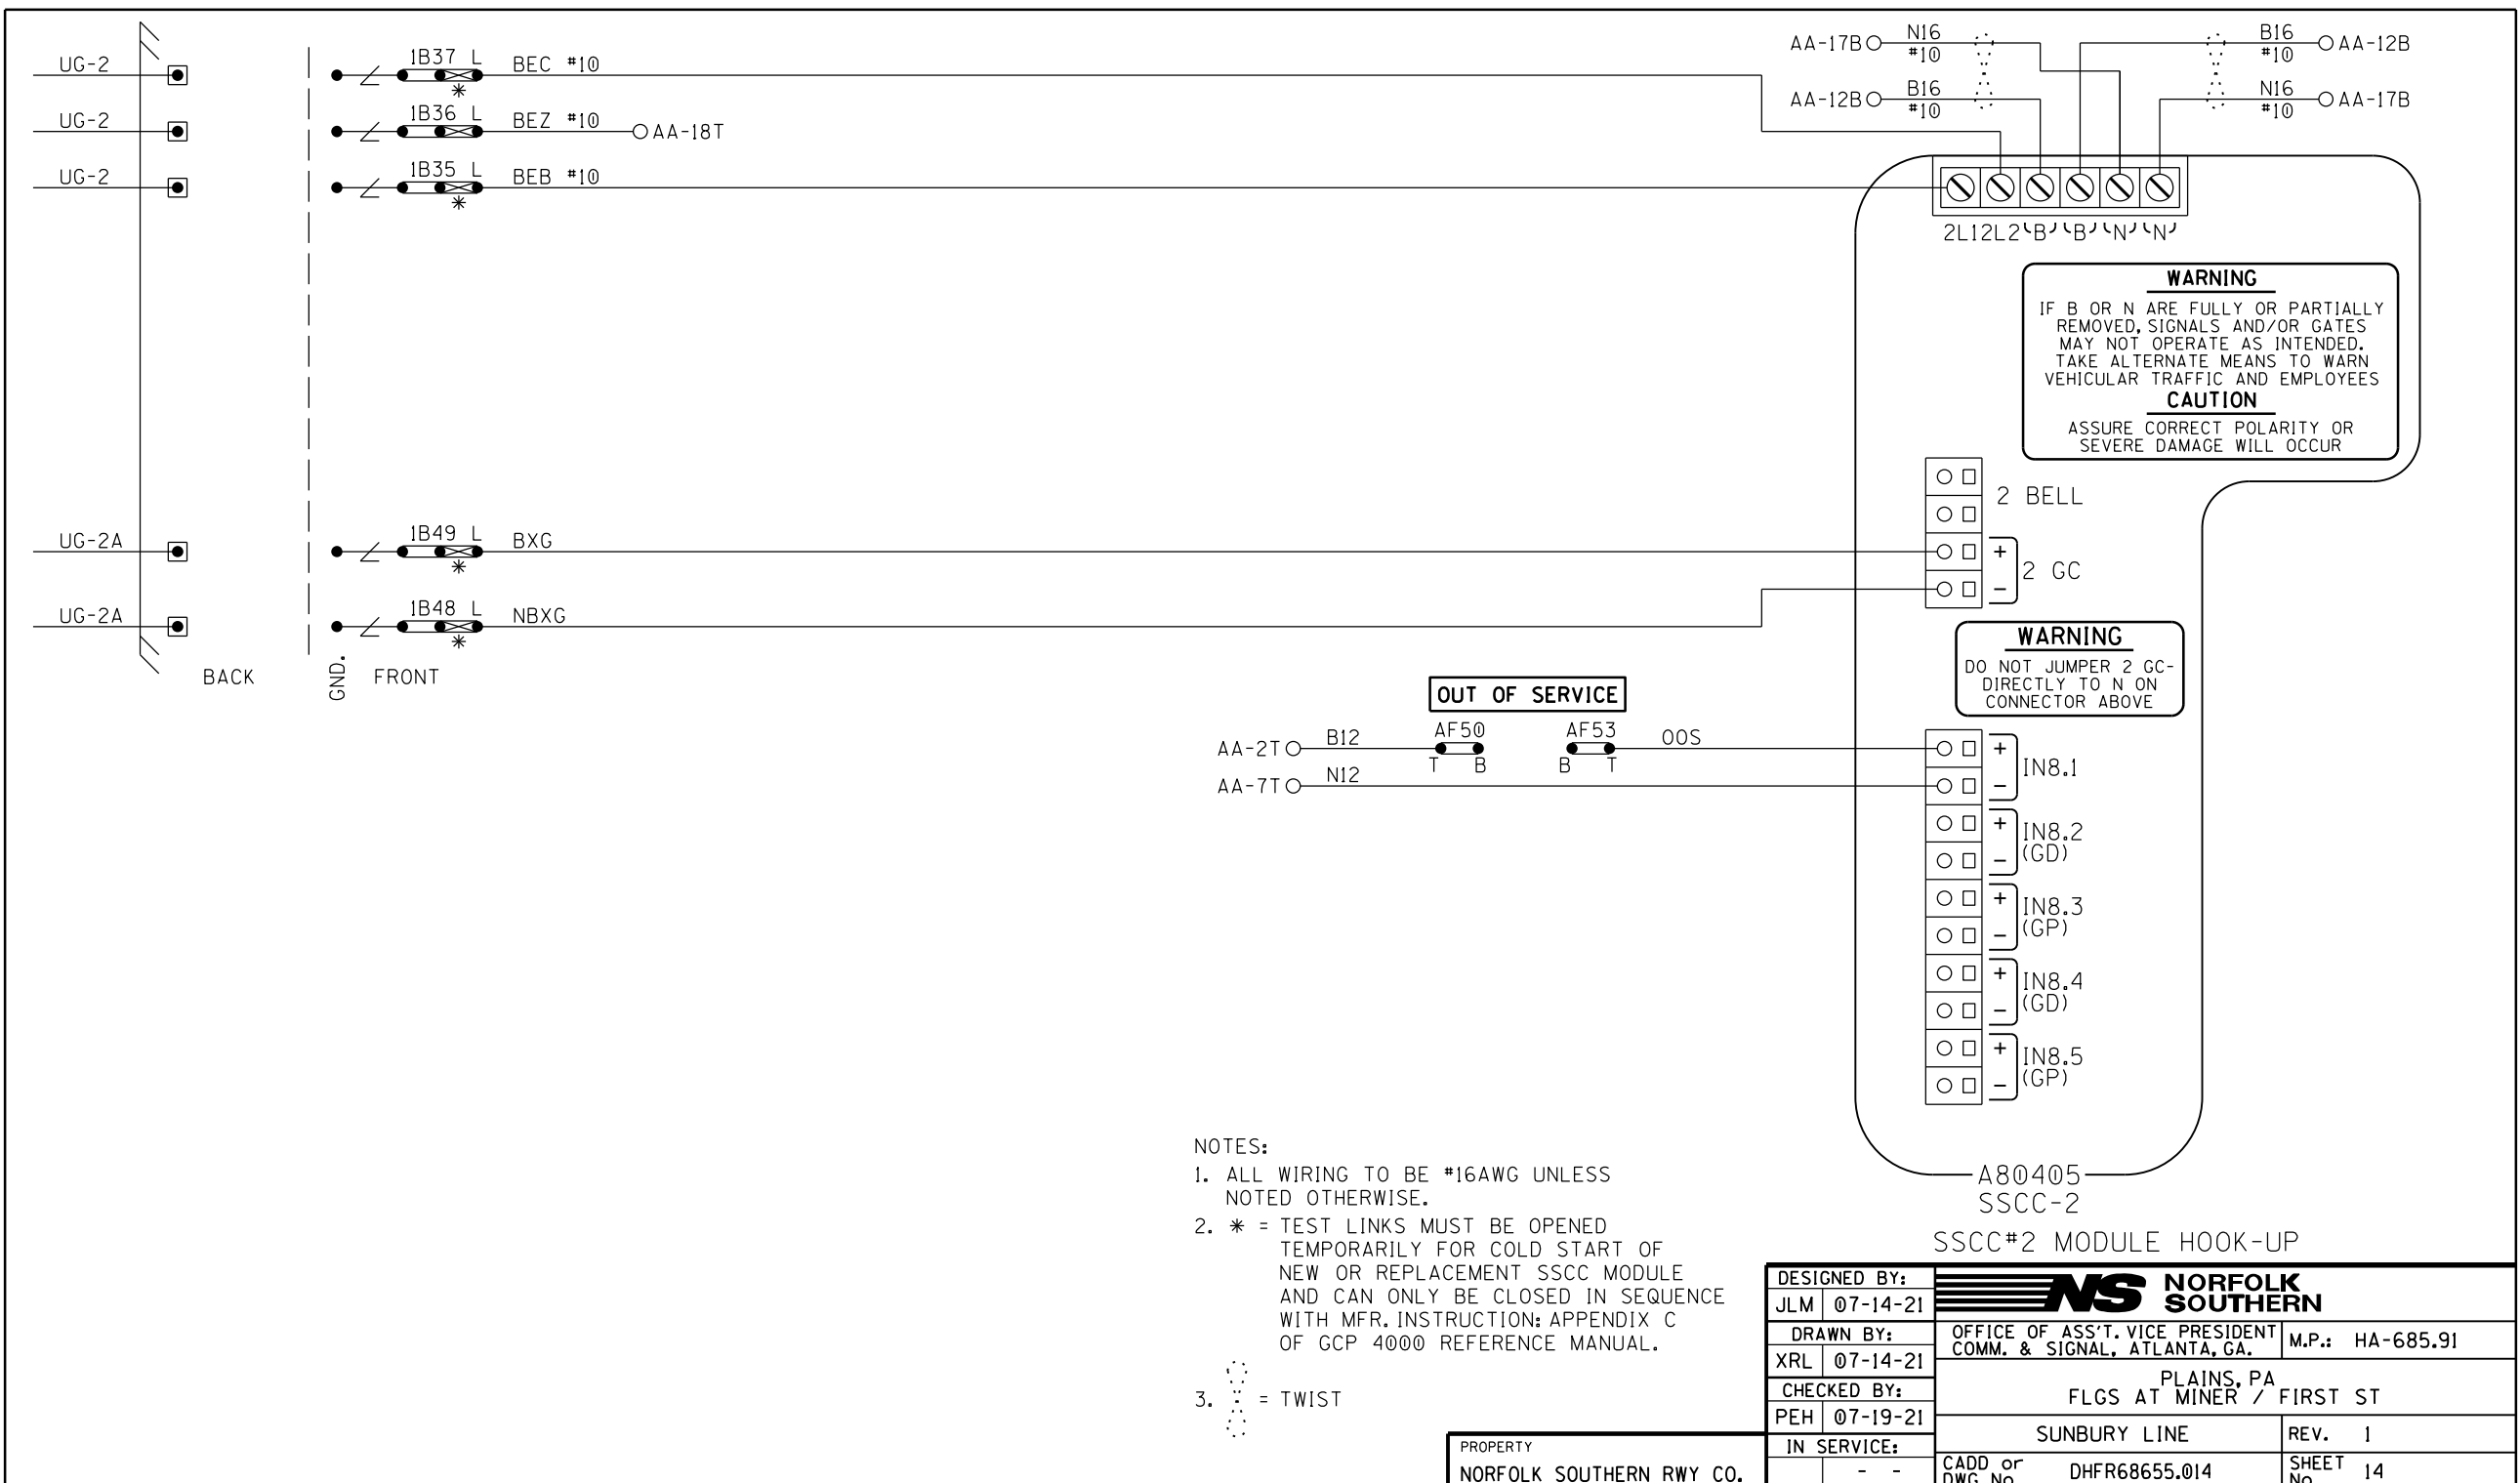 UG-2
1B37 L
BEC #10
UG-2
1B36 L
BEZ #10
AA-18T
UG-2
1B35 L
BEB #10
AA-17B
N16
#10
B16
#10
AA-12B
AA-12B
B16
#10
N16
#10
AA-17B
2L1 2L2 'B' 'B' 'N' 'N'
WARNING
IF B OR N ARE FULLY OR PARTIALLY
REMOVED, SIGNALS AND/OR GATES
MAY NOT OPERATE AS INTENDED.
TAKE ALTERNATE MEANS TO WARN
VEHICULAR TRAFFIC AND EMPLOYEES
CAUTION
ASSURE CORRECT POLARITY OR
SEVERE DAMAGE WILL OCCUR
2 BELL
UG-2A
1B49 L
BXG
+
2 GC
-
UG-2A
1B48 L
NBXG
BACK
GND.
FRONT
WARNING
DO NOT JUMPER 2 GC-
DIRECTLY TO N ON
CONNECTOR ABOVE
OUT OF SERVICE
AA-2T
B12
AF50
T B
AF53
B T
OOS
AA-7T
N12
+
IN8.1
-
+
IN8.2
(GD)
-
+
IN8.3
(GP)
-
+
IN8.4
(GD)
-
+
IN8.5
(GP)
-
A80405
SSCC-2
SSCC#2 MODULE HOOK-UP
NOTES:
1. ALL WIRING TO BE #16AWG UNLESS
NOTED OTHERWISE.
2. * = TEST LINKS MUST BE OPENED
TEMPORARILY FOR COLD START OF
NEW OR REPLACEMENT SSCC MODULE
AND CAN ONLY BE CLOSED IN SEQUENCE
WITH MFR. INSTRUCTION: APPENDIX C
OF GCP 4000 REFERENCE MANUAL.
3. = TWIST
PROPERTY
NORFOLK SOUTHERN RWY CO.
DESIGNED BY:
JLM 07-14-21
DRAWN BY:
XRL 07-14-21
CHECKED BY:
PEH 07-19-21
IN SERVICE:
- -
NS NORFOLK
SOUTHERN
OFFICE OF ASS'T. VICE PRESIDENT
COMM. & SIGNAL, ATLANTA, GA.
M.P.: HA-685.91
PLAINS, PA
FLGS AT MINER / FIRST ST
SUNBURY LINE
REV. 1
CADD or
DWG No.
DHFR68655.014
SHEET
No.
14